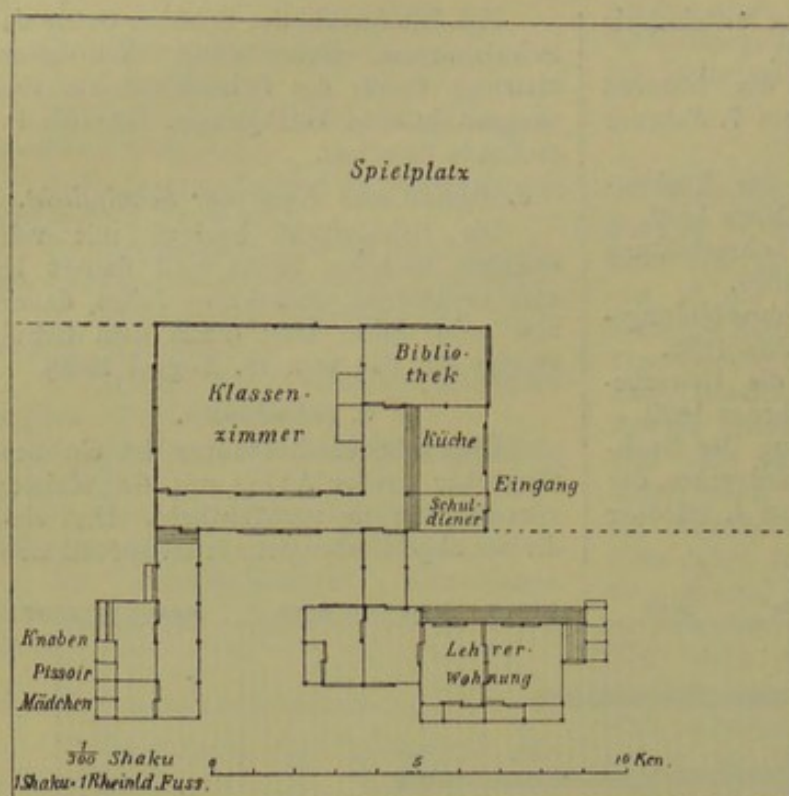 Spielplatz
Biblio-
thek
Klassen-
zimmer
Küche
Eingang
Schul-
diener
Knaben
Pissoir
Mädchen
Lehrer-
Wohnung
1/300 Shaku
0 5 10 Ken.
1 Shaku = 1 Rheinld. Fuss.